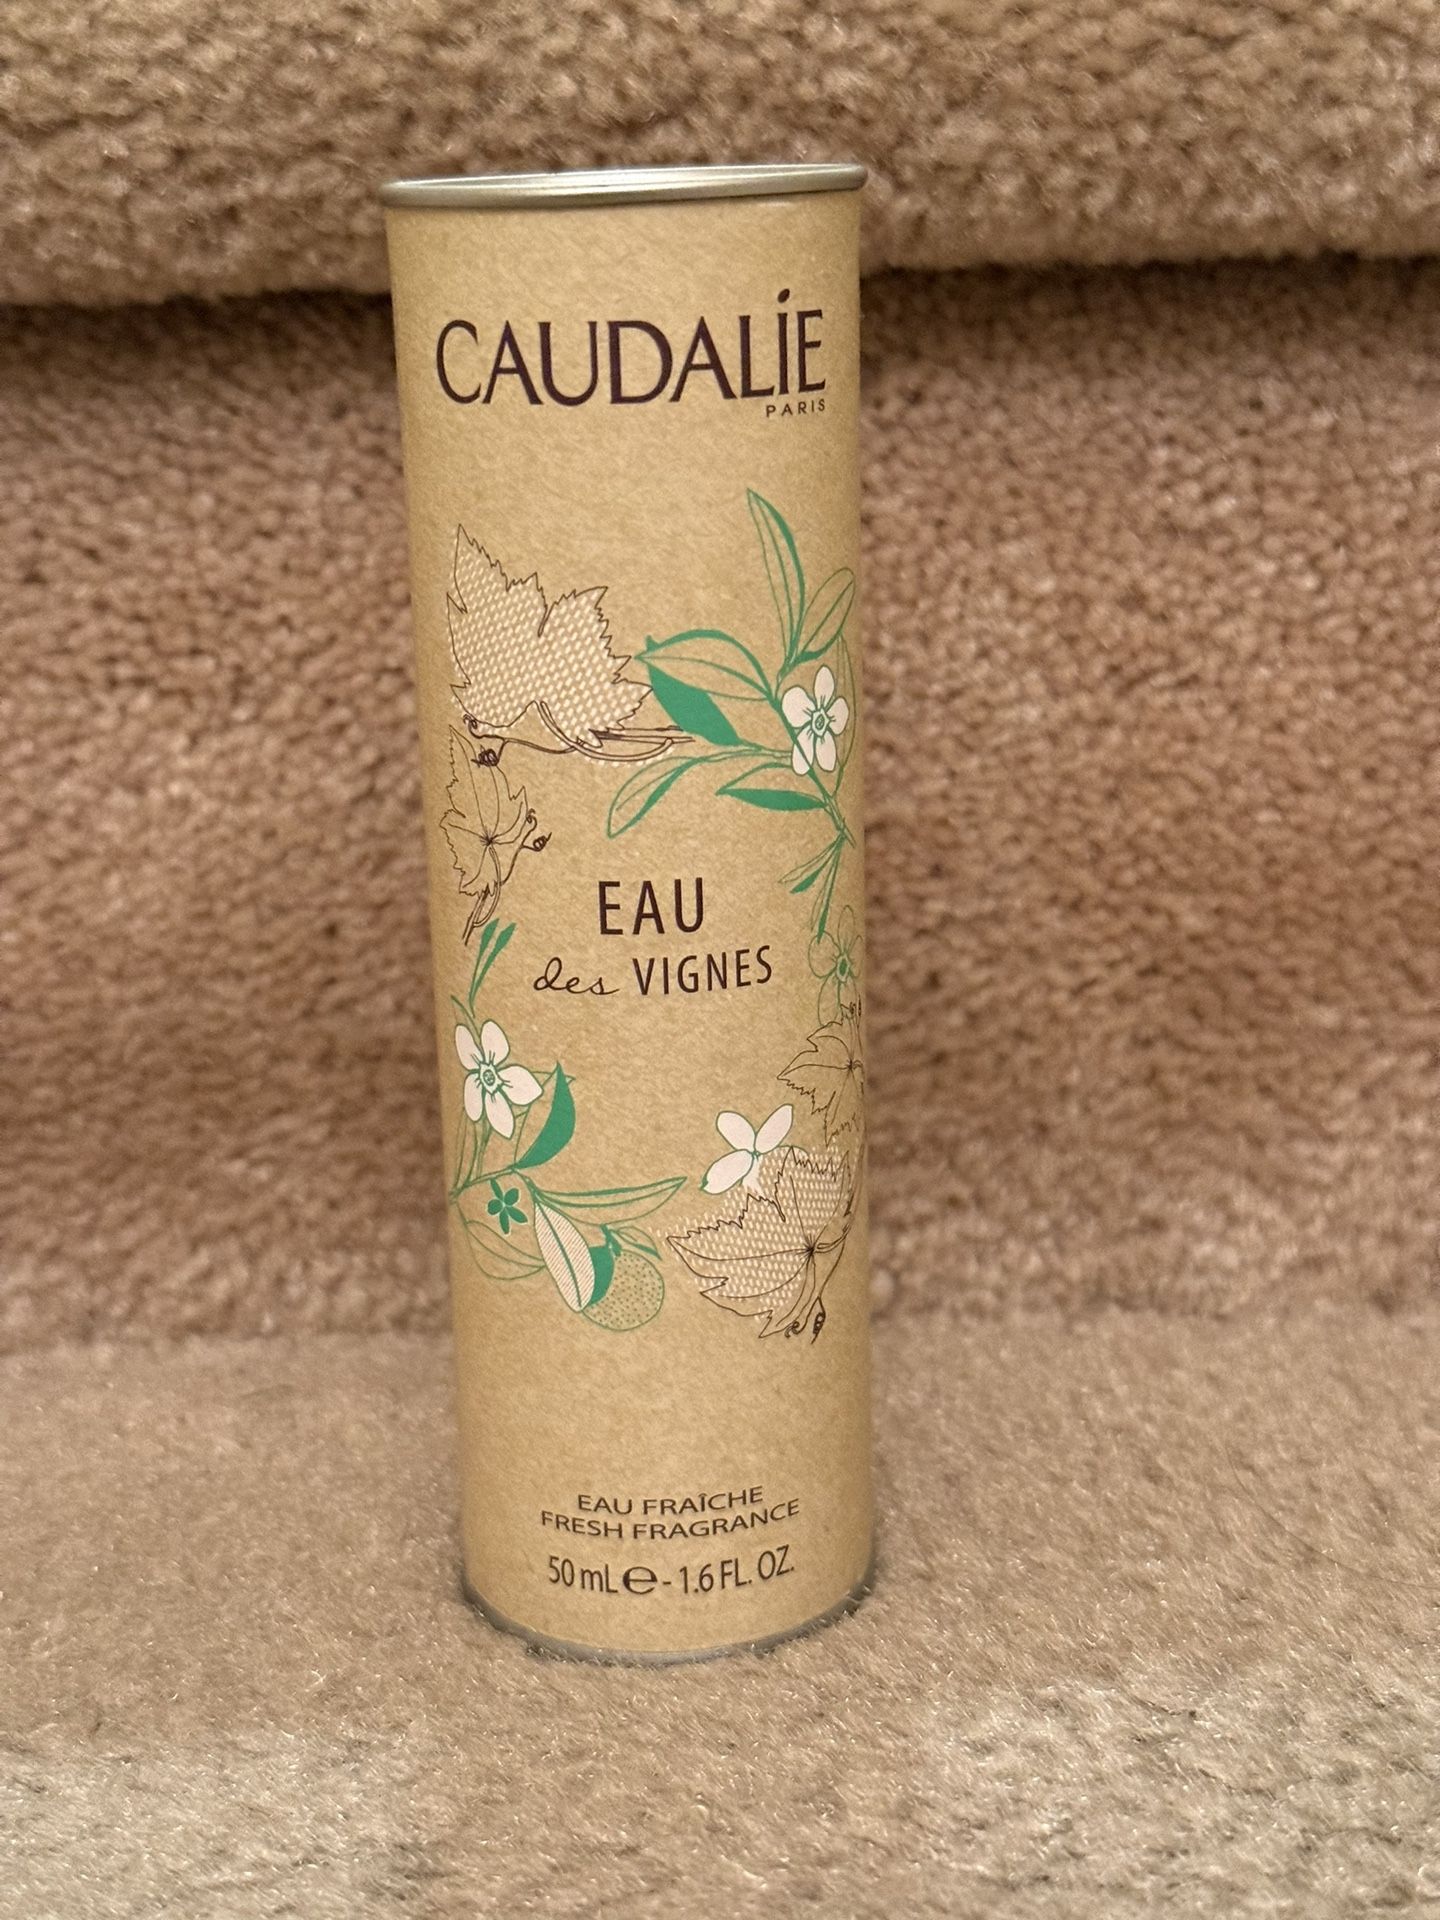 CAUDALIE
PARIS
EAU
des VIGNES
EAU FRAÎCHE
FRESH FRAGRANCE
50 mL ℮ - 1.6 FL. OZ.